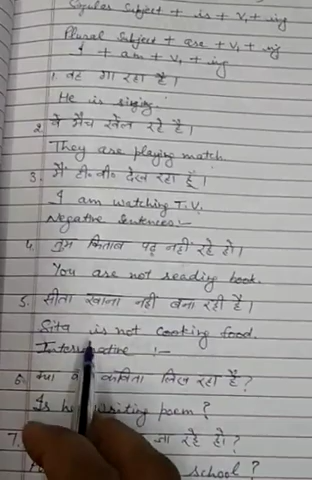 Singular Subject + is + V₁ + ing
Plural Subject + are + V₁ + ing
I + am + V₁ + ing
1. वह गा रहा है।
He is singing.
2. वे मैच खेल रहे है।
They are playing match.
3. मैं टी॰ वी॰ देख रहा हूँ।
I am watching T.V.
Negative Sentences:-
4. तुम किताब पढ़ नहीं रहे हो।
You are not reading book.
5. सीता खाना नहीं बना रही है।
Sita is not Cooking food.
:-
6. क्या कविता लिख रहा है?
Is he writing poem?
7. जा रहे हो?
school?